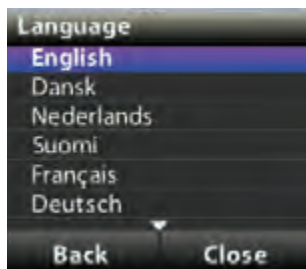 Language
English
Dansk
Nederlands
Suomi
Français
Deutsch
Back Close